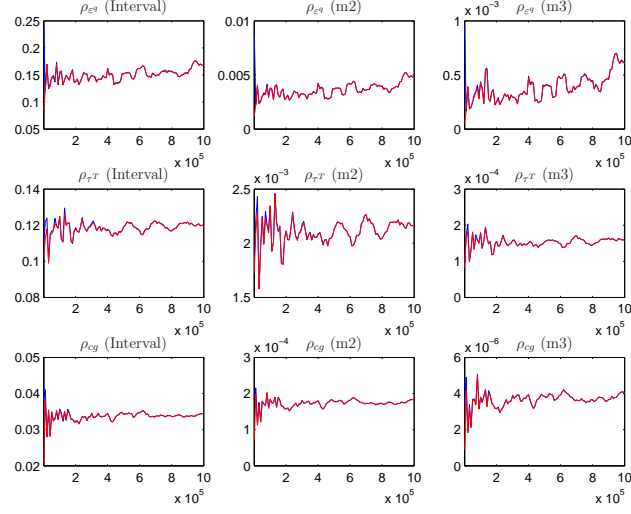 ρ_{ε^q} (Interval) ρ_{ε^q} (m2) ρ_{ε^q} (m3)
0.25 0.2 0.15 0.1 0.05
0.01 0.005 0
x 10^{-3} 1 0.5 0
2 4 6 8 10 x 10^5
2 4 6 8 10 x 10^5
2 4 6 8 10 x 10^5
ρ_{τ^T} (Interval) ρ_{τ^T} (m2) ρ_{τ^T} (m3)
0.14 0.12 0.1 0.08
x 10^{-3} 2.5 2 1.5
x 10^{-4} 4 3 2 1 0
2 4 6 8 10 x 10^5
2 4 6 8 10 x 10^5
2 4 6 8 10 x 10^5
ρ_{cg} (Interval) ρ_{cg} (m2) ρ_{cg} (m3)
0.05 0.04 0.03 0.02
x 10^{-4} 3 2 1 0
x 10^{-6} 6 4 2 0
2 4 6 8 10 x 10^5
2 4 6 8 10 x 10^5
2 4 6 8 10 x 10^5